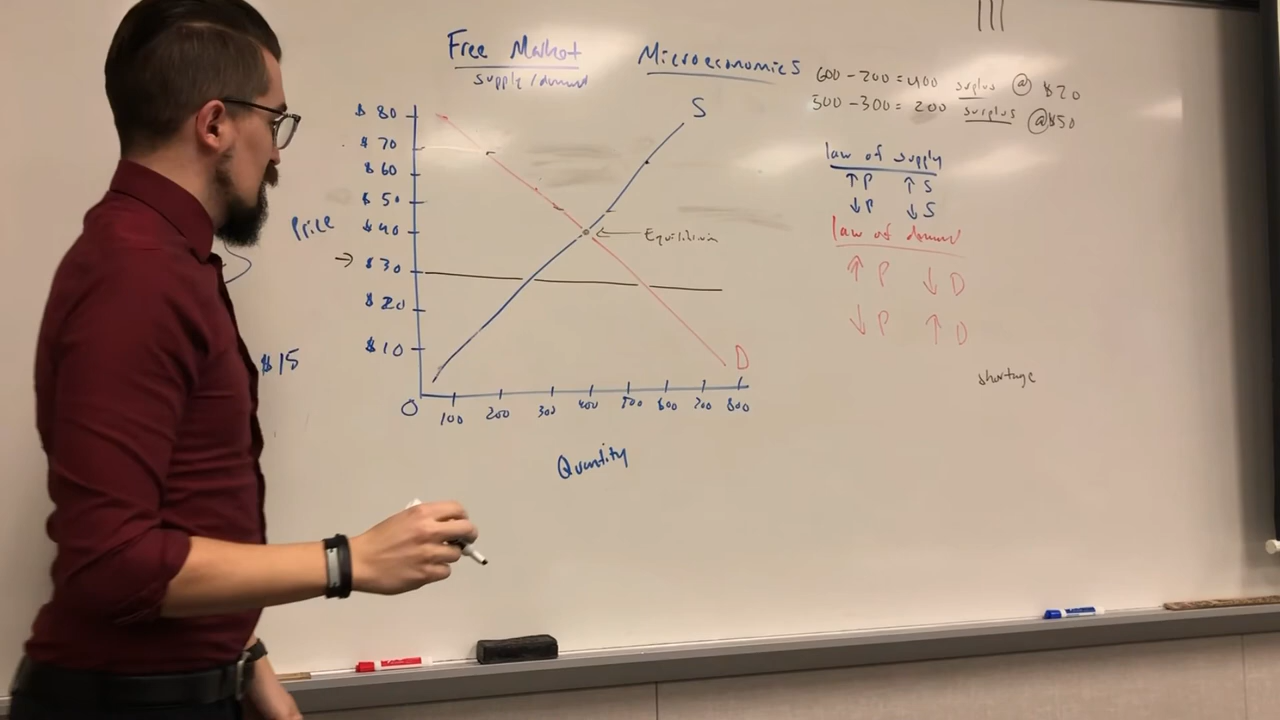 Free Market
supply/demand
Microeconomics
600 - 200 = 400 surplus @ $70
500 - 300 = 200 surplus @ $50
$ 80
$ 70
$ 60
$ 50
$ 40
$ 30
$ 20
$ 10
Price
→
$15
S
D
← Equilibrium
law of supply
↑P ↑S
↓P ↓S
law of demand
↑ P ↓ D
↓ P ↑ D
shortage
0
100 200 300 400 500 600 700 800
Quantity